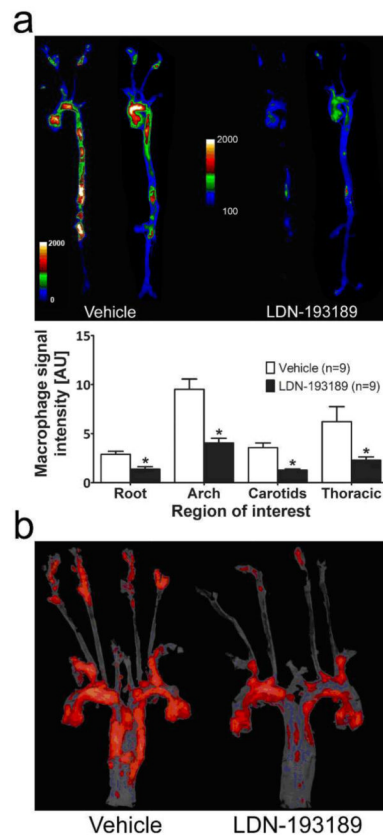 a
2000
2000
100
0
Vehicle
LDN-193189
Macrophage signal
intensity [AU]
15
10
5
0
Vehicle (n=9)
LDN-193189 (n=9)
*
*
*
*
Root
Arch
Carotids
Thoracic
Region of interest
b
Vehicle
LDN-193189